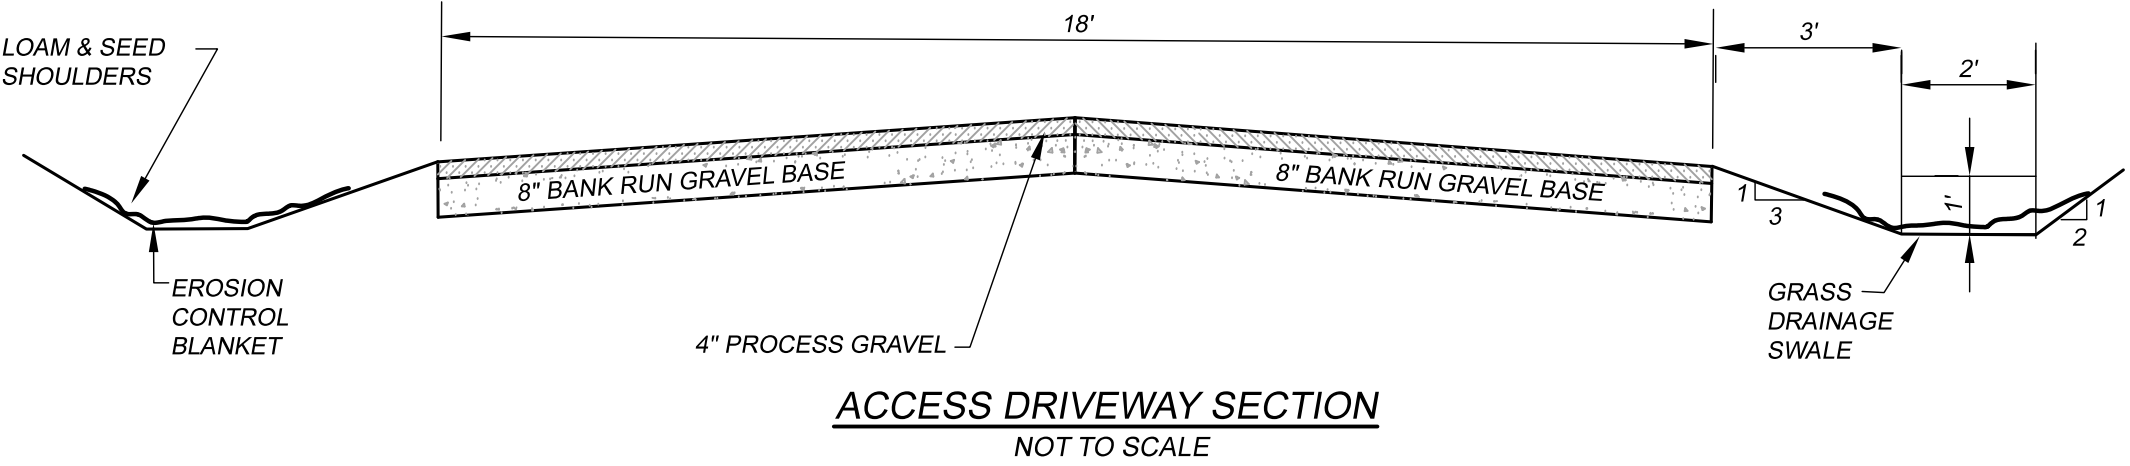 18'
3'
2'
LOAM & SEED
SHOULDERS
8" BANK RUN GRAVEL BASE
8" BANK RUN GRAVEL BASE
1
3
1'
1
2
EROSION
CONTROL
BLANKET
GRASS
DRAINAGE
SWALE
4" PROCESS GRAVEL
ACCESS DRIVEWAY SECTION
NOT TO SCALE